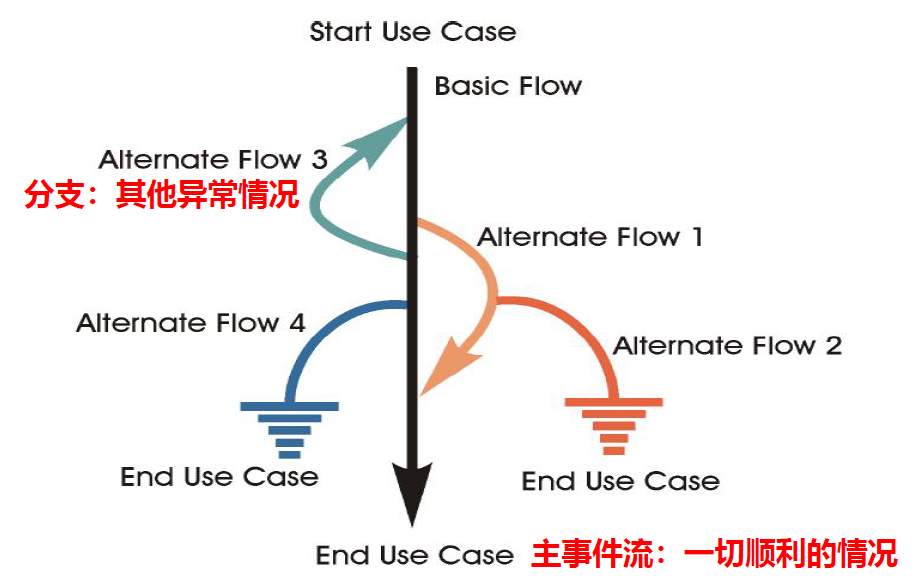 Start Use Case
Basic Flow
Alternate Flow 3
分支：其他异常情况
Alternate Flow 1
Alternate Flow 4
Alternate Flow 2
End Use Case
End Use Case
End Use Case 主事件流：一切顺利的情况